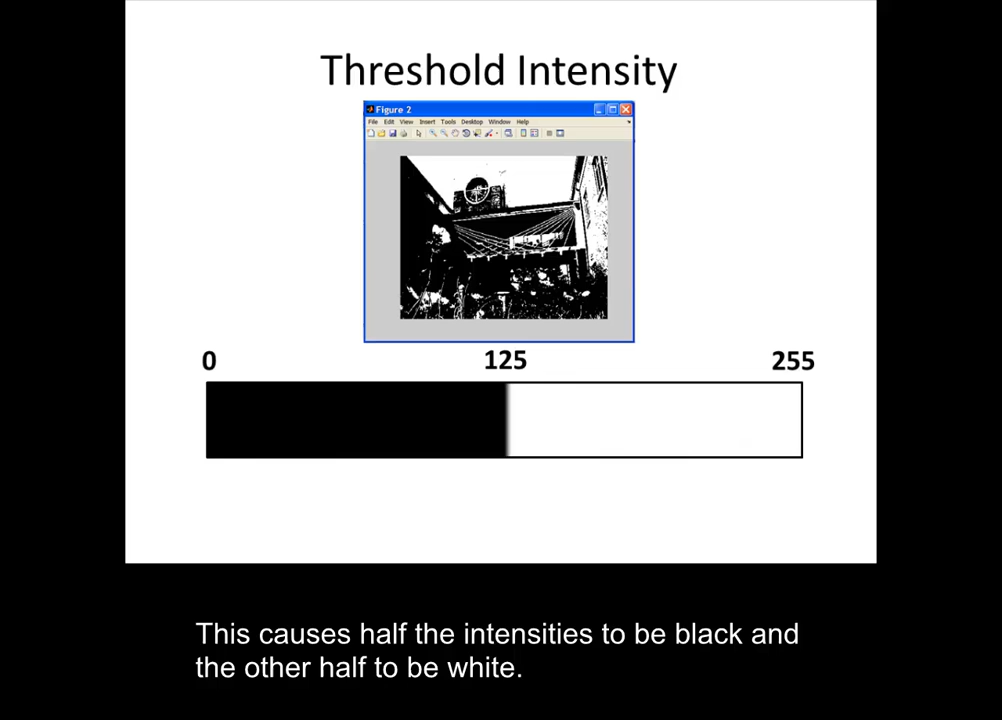 Threshold Intensity
Figure 2
File Edit View Insert Tools Desktop Window Help
0 125 255
This causes half the intensities to be black and
the other half to be white.